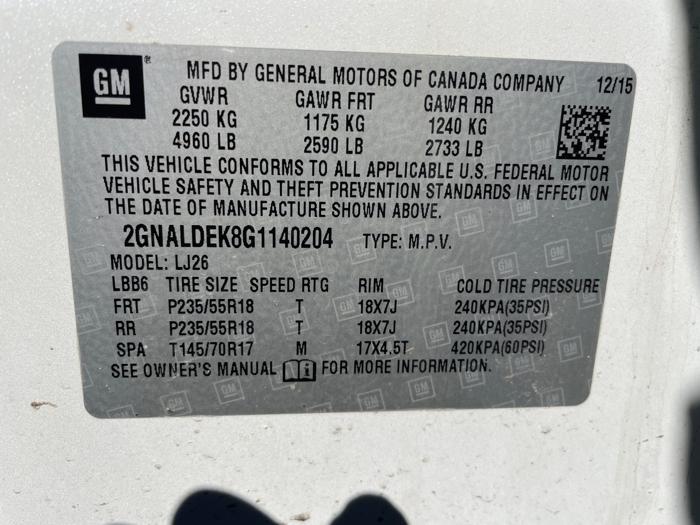 GM ® MFD BY GENERAL MOTORS OF CANADA COMPANY 12/15
GVWR GAWR FRT GAWR RR
2250 KG 1175 KG 1240 KG
4960 LB 2590 LB 2733 LB
THIS VEHICLE CONFORMS TO ALL APPLICABLE U.S. FEDERAL MOTOR
VEHICLE SAFETY AND THEFT PREVENTION STANDARDS IN EFFECT ON
THE DATE OF MANUFACTURE SHOWN ABOVE.
2GNALDEK8G1140204 TYPE: M.P.V.
MODEL: LJ26
LBB6 TIRE SIZE SPEED RTG RIM COLD TIRE PRESSURE
FRT P235/55R18 T 18X7J 240KPA(35PSI)
RR P235/55R18 T 18X7J 240KPA(35PSI)
SPA T145/70R17 M 17X4.5T 420KPA(60PSI)
SEE OWNER'S MANUAL FOR MORE INFORMATION.